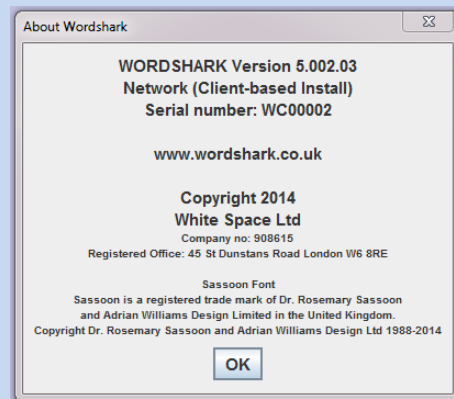 About Wordshark
WORDSHARK Version 5.002.03
Network (Client-based Install)
Serial number: WC00002
www.wordshark.co.uk
Copyright 2014
White Space Ltd
Company no: 908615
Registered Office: 45 St Dunstans Road London W6 8RE
Sassoon Font
Sassoon is a registered trade mark of Dr. Rosemary Sassoon
and Adrian Williams Design Limited in the United Kingdom.
Copyright Dr. Rosemary Sassoon and Adrian Williams Design Ltd 1988-2014
OK